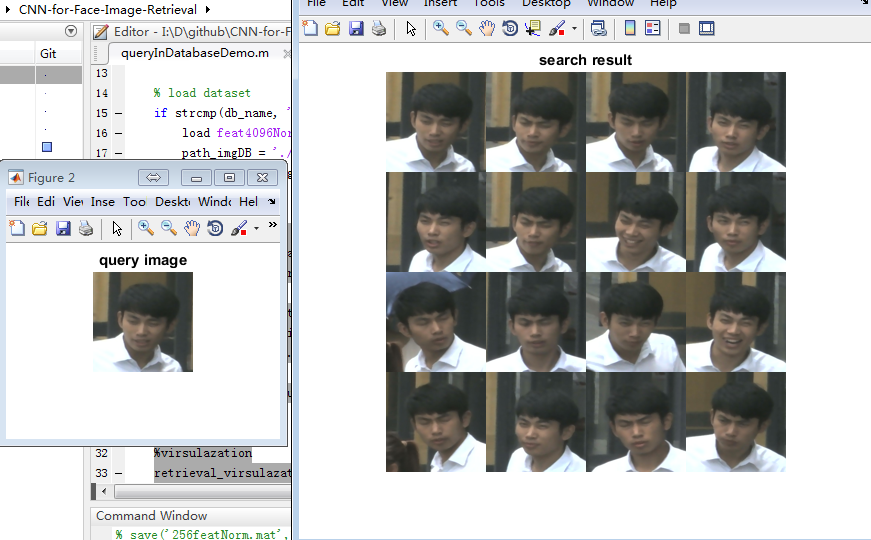 CNN-for-Face-Image-Retrieval
Git
Editor - I:\D\github\CNN-for-F
queryInDatabaseDemo.m
13
14 % load dataset
15 – if strcmp(db_name, '
16 – load feat4096Nor
17 – path_imgDB = './
Figure 2
File Edi View Inse Too Deskto Windo Hel
query image
32 %virsulazation
33 – retrieval_virsulazat
Command Window
% save('256featNorm.mat',
File Edit View Insert Tools Desktop Window Help
search result